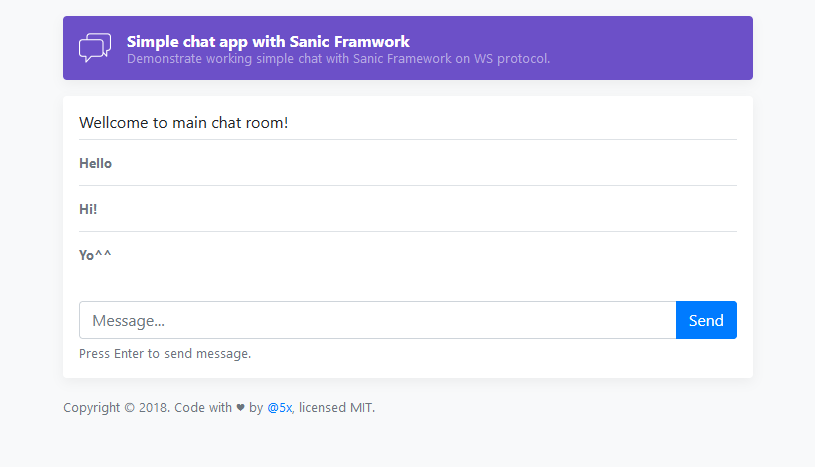 Simple chat app with Sanic Framwork
Demonstrate working simple chat with Sanic Framework on WS protocol.
Wellcome to main chat room!
Hello
Hi!
Yo^^
Message...
Send
Press Enter to send message.
Copyright © 2018. Code with ♥ by @5x, licensed MIT.